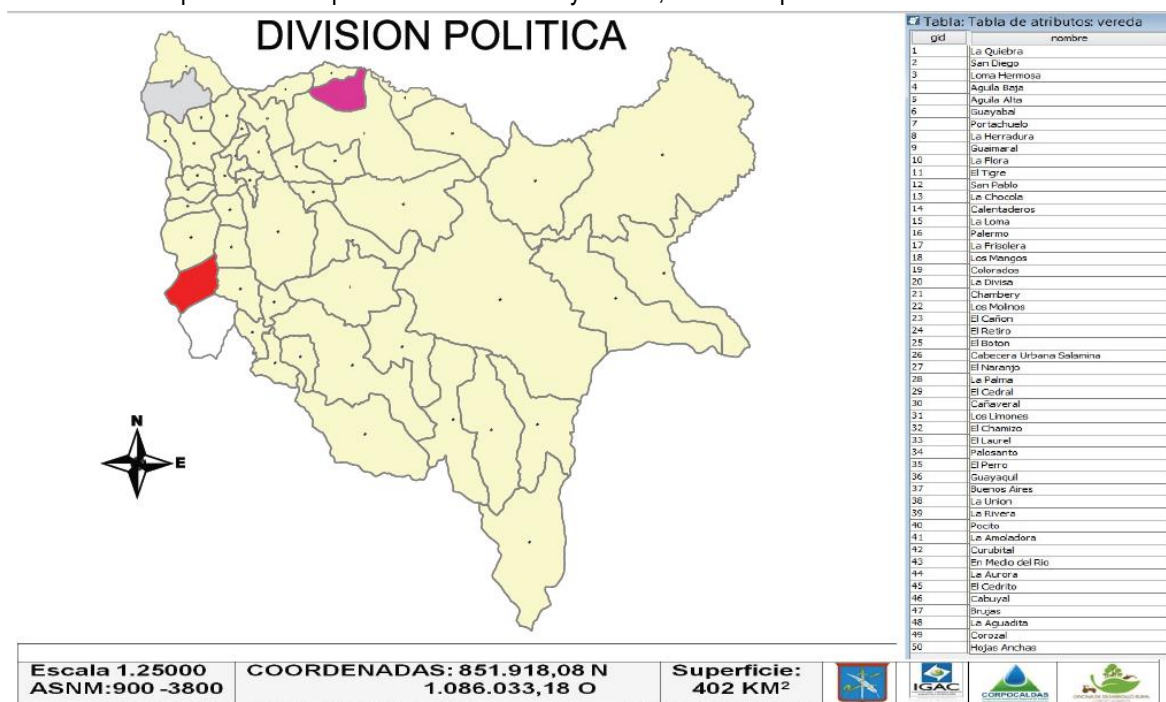 DIVISION POLITICA
N
E
Tabla: Tabla de atributos: vereda
gid nombre
1 La Quiebra
2 San Diego
3 Loma Hermosa
4 Aguila Baja
5 Aguila Alta
6 Guayabal
7 Portachuelo
8 La Herradura
9 Guaimaral
10 La Flora
11 El Tigre
12 San Pablo
13 La Chocola
14 Calentaderos
15 La Loma
16 Palermo
17 La Frisolera
18 Los Mangos
19 Colorados
20 La Divisa
21 Chambery
22 Los Molinos
23 El Cañon
24 El Retiro
25 El Boton
26 Cabecera Urbana Salamina
27 El Naranjo
28 La Palma
29 El Cedral
30 Cañaveral
31 Los Limones
32 El Chamizo
33 El Laurel
34 Palosanto
35 El Perro
36 Guayaquil
37 Buenos Aires
38 La Union
39 La Rivera
40 Pocito
41 La Amoladora
42 Curubital
43 En Medio del Rio
44 La Aurora
45 El Cedrito
46 Cabuyal
47 Brujas
48 La Aguadita
49 Corozal
50 Hojas Anchas
Escala 1.25000
ASNM:900 -3800
COORDENADAS: 851.918,08 N
1.086.033,18 O
Superficie:
402 KM²
IGAC
CORPOCALDAS